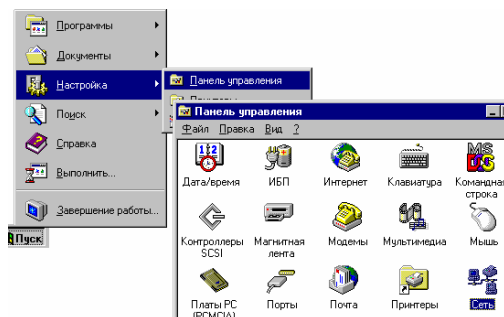 Программы
Документы
Настройка
Поиск
Справка
Выполнить...
Завершение работы...
Пуск
Панель управления
Панель управления
Файл Правка Вид ?
Дата/время ИБП Интернет Клавиатура Командная строка
Контроллеры SCSI Магнитная лента Модемы Мультимедиа Мышь
Платы PC (PCMCIA) Порты Почта Принтеры Сеть